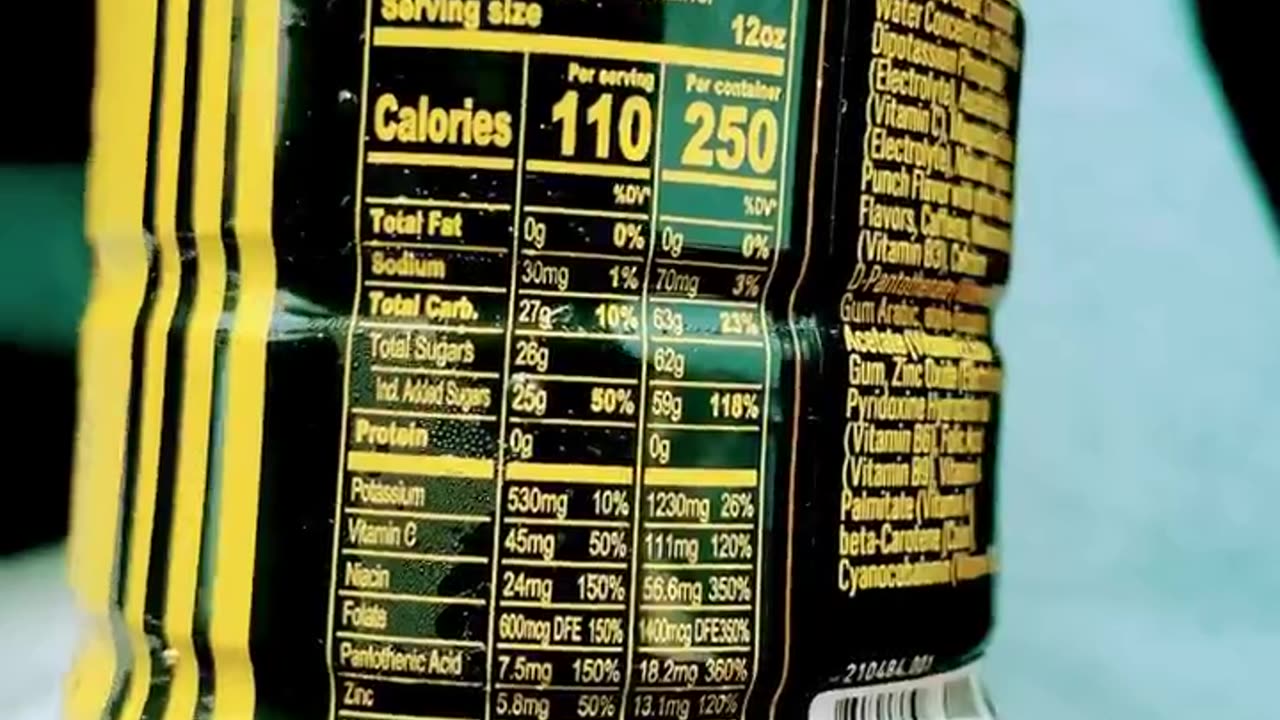 Serving size 12oz
Per serving Per container
Calories 110 250
%DV* %DV*
Total Fat 0g 0% 0g 0%
Sodium 30mg 1% 70mg 3%
Total Carb. 27g 10% 63g 23%
Total Sugars 26g 62g
Incl. Added Sugars 25g 50% 59g 118%
Protein 0g 0g
Potassium 530mg 10% 1230mg 26%
Vitamin C 45mg 50% 111mg 120%
Niacin 24mg 150% 56.6mg 350%
Folate 600mcg DFE 150% 1400mcg DFE 350%
Pantothenic Acid 7.5mg 150% 18.2mg 360%
Zinc 5.8mg 50% 13.1mg 120%
Water Concentrate
Dipotassium
(Electrolyte),
(Vitamin C),
(Electrolyte),
Punch Flavor
Flavors, Caffeine,
(Vitamin B3),
Gum Arabic,
Acetate
Gum, Zinc Oxide
Pyridoxine
(Vitamin B6), Folic Acid
(Vitamin B9),
Palmitate
beta-Carotene
210484.001